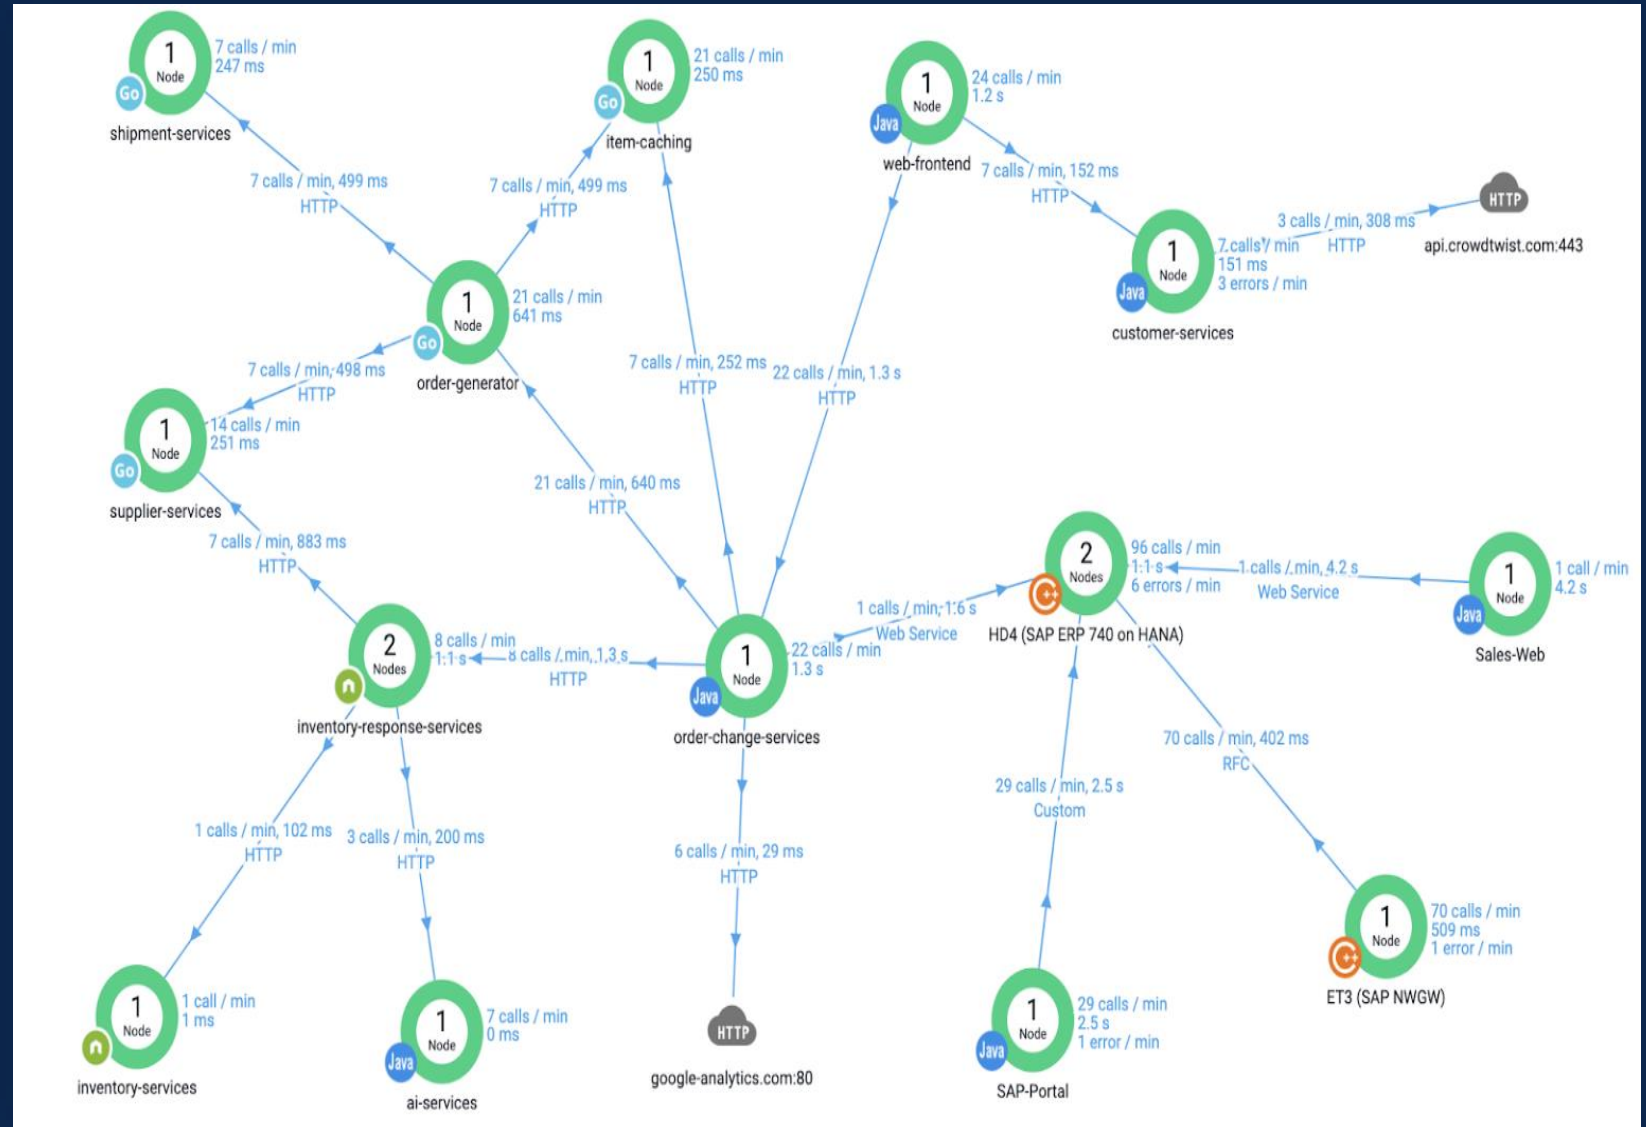 1
Node
Go
7 calls / min
247 ms
shipment-services
1
Node
Go
21 calls / min
250 ms
item-caching
1
Node
Java
24 calls / min
1.2 s
web-frontend
7 calls / min, 499 ms
HTTP
7 calls / min, 499 ms
HTTP
7 calls / min, 152 ms
HTTP
1
Node
Java
7 calls / min
151 ms
3 errors / min
customer-services
3 calls / min, 308 ms
HTTP
HTTP
api.crowdtwist.com:443
1
Node
Go
21 calls / min
641 ms
order-generator
7 calls / min, 498 ms
HTTP
7 calls / min, 252 ms
HTTP
22 calls / min, 1.3 s
HTTP
1
Node
Go
14 calls / min
251 ms
supplier-services
21 calls / min, 640 ms
HTTP
7 calls / min, 883 ms
HTTP
2
Nodes
C++
96 calls / min
1.1 s
6 errors / min
HD4 (SAP ERP 740 on HANA)
1 calls / min, 4.2 s
Web Service
1
Node
Java
1 call / min
4.2 s
Sales-Web
1 calls / min, 1.6 s
Web Service
2
Nodes
n
8 calls / min
1.1 s
inventory-response-services
8 calls / min, 1.3 s
HTTP
1
Node
Java
22 calls / min
1.3 s
order-change-services
70 calls / min, 402 ms
RFC
29 calls / min, 2.5 s
Custom
1 calls / min, 102 ms
HTTP
3 calls / min, 200 ms
HTTP
6 calls / min, 29 ms
HTTP
1
Node
C++
70 calls / min
509 ms
1 error / min
ET3 (SAP NWGW)
1
Node
n
1 call / min
1 ms
inventory-services
1
Node
Java
7 calls / min
0 ms
ai-services
HTTP
google-analytics.com:80
1
Node
Java
29 calls / min
2.5 s
1 error / min
SAP-Portal